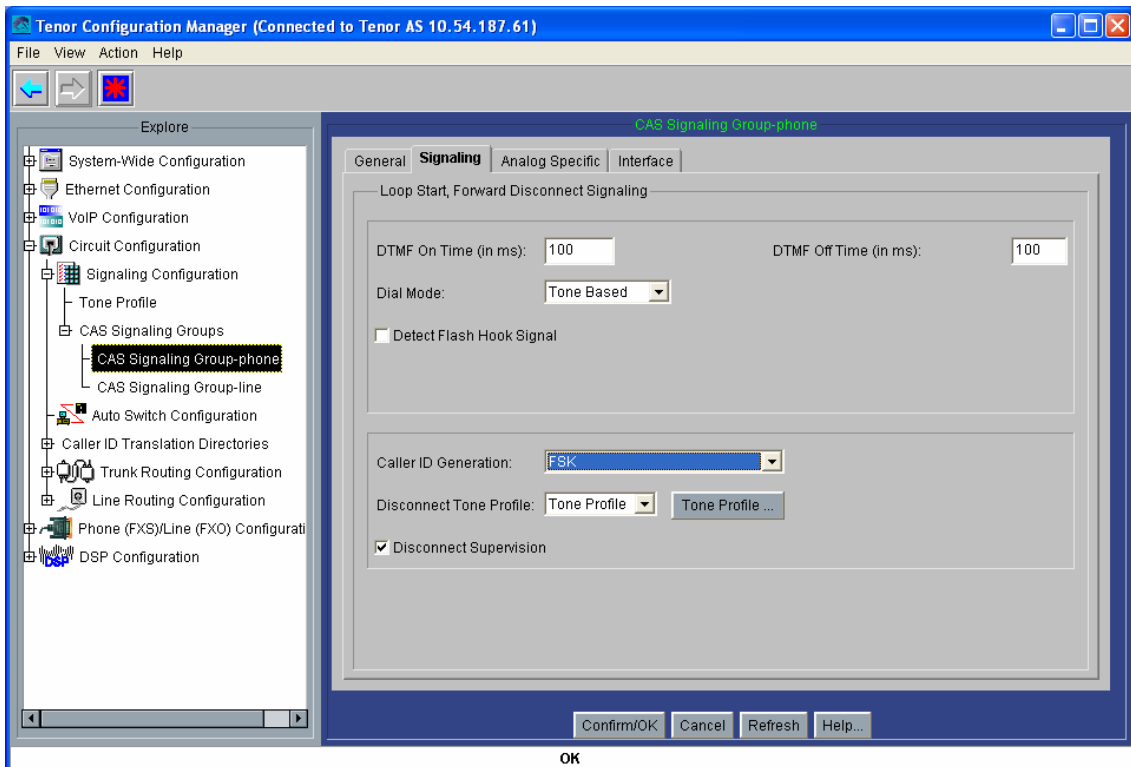 Tenor Configuration Manager (Connected to Tenor AS 10.54.187.61)
File View Action Help
Explore
System-Wide Configuration
Ethernet Configuration
VoIP Configuration
Circuit Configuration
Signaling Configuration
Tone Profile
CAS Signaling Groups
CAS Signaling Group-phone
CAS Signaling Group-line
Auto Switch Configuration
Caller ID Translation Directories
Trunk Routing Configuration
Line Routing Configuration
Phone (FXS)/Line (FXO) Configurati
DSP DSP Configuration
CAS Signaling Group-phone
General Signaling Analog Specific Interface
Loop Start, Forward Disconnect Signaling
DTMF On Time (in ms): 100 DTMF Off Time (in ms): 100
Dial Mode: Tone Based
Detect Flash Hook Signal
Caller ID Generation: FSK
Disconnect Tone Profile: Tone Profile Tone Profile ...
Disconnect Supervision
Confirm/OK Cancel Refresh Help...
OK